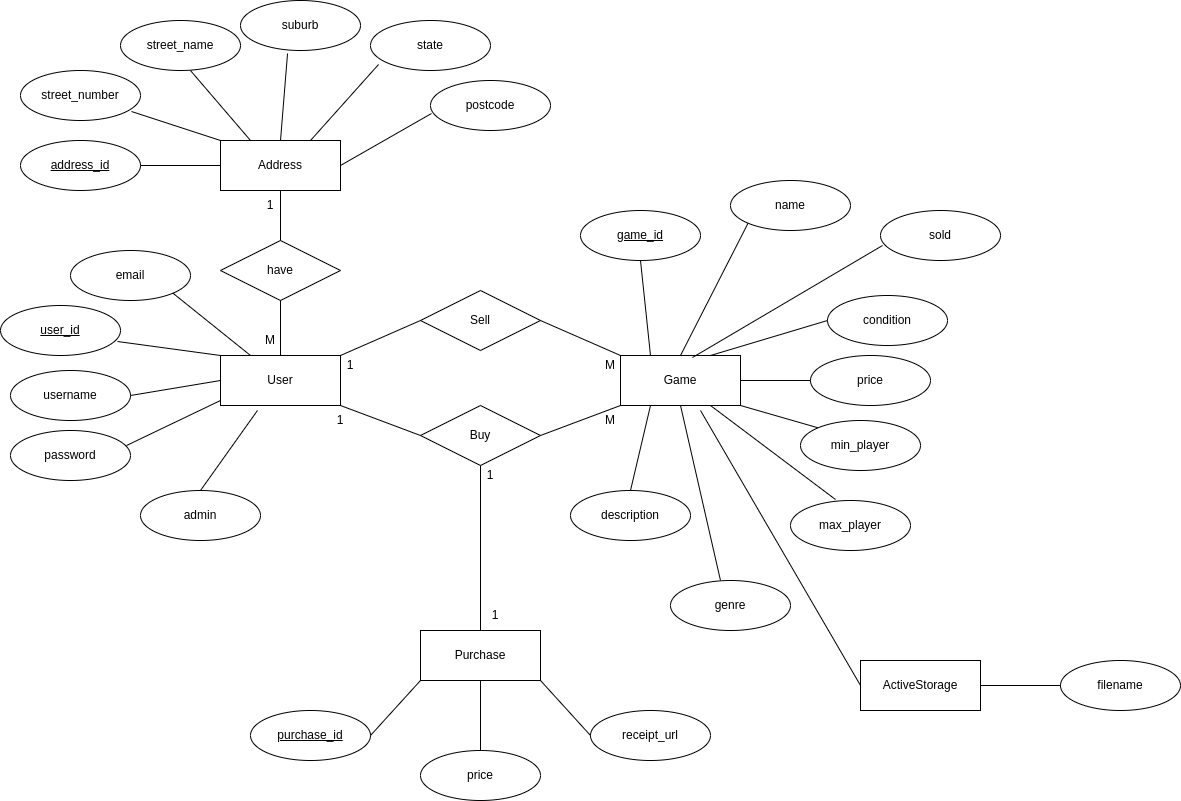 suburb
street_name
state
street_number
postcode
address_id
Address
1
name
game_id
sold
have
email
condition
Sell
user_id
M
1
M
User
Game
price
username
1
M
Buy
min_player
password
1
description
admin
max_player
genre
1
Purchase
ActiveStorage
filename
purchase_id
receipt_url
price